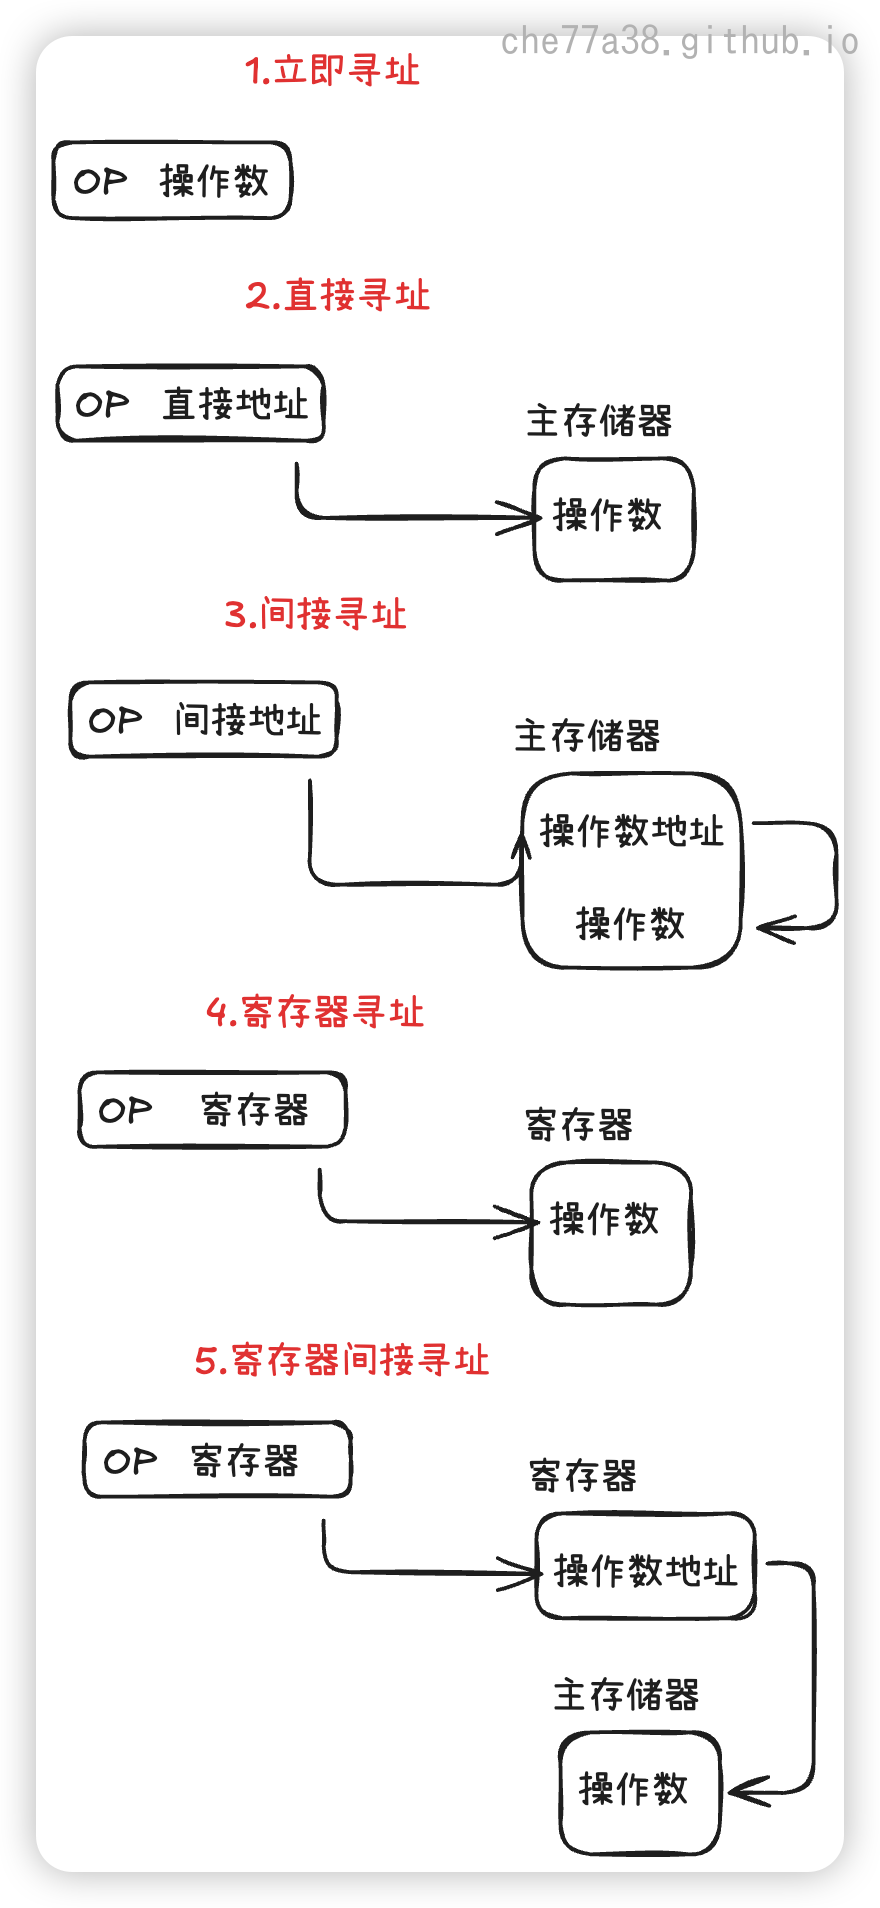 che77a38.github.io
1.立即寻址
OP 操作数
2.直接寻址
OP 直接地址
主存储器
操作数
3.间接寻址
OP 间接地址
主存储器
操作数地址
操作数
4.寄存器寻址
OP 寄存器
寄存器
操作数
5.寄存器间接寻址
OP 寄存器
寄存器
操作数地址
主存储器
操作数